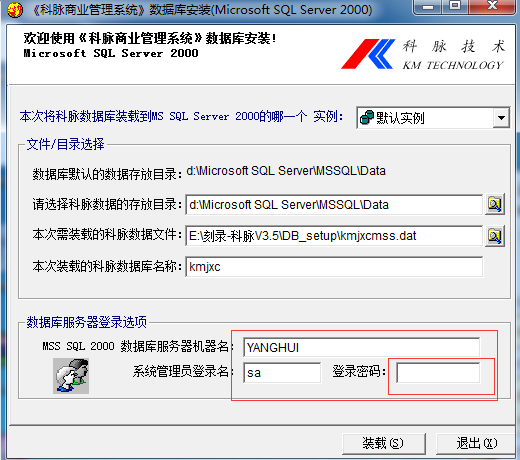 《科脉商业管理系统》数据库安装(Microsoft SQL Server 2000)
欢迎使用《科脉商业管理系统》数据库安装!
Microsoft SQL Server 2000
科脉技术
KM TECHNOLOGY
本次将科脉数据库装载到MS SQL Server 2000的哪一个 实例: 默认实例
文件/目录选择
数据库默认的数据存放目录: d:\Microsoft SQL Server\MSSQL\Data
请选择科脉数据的存放目录: d:\Microsoft SQL Server\MSSQL\Data
本次需装载的科脉数据文件: E:\刻录-科脉V3.5\DB_setup\kmjxcmss.dat
本次装载的科脉数据库名称: kmjxc
数据库服务器登录选项
MSS SQL 2000 数据库服务器机器名: YANGHUI
系统管理员登录名: sa 登录密码:
装载(S) 退出(X)